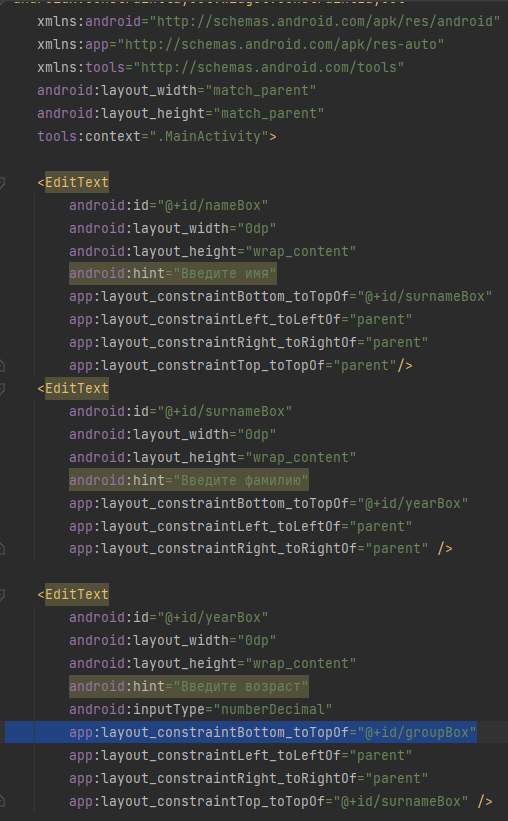 xmlns:android="http://schemas.android.com/apk/res/android"
xmlns:app="http://schemas.android.com/apk/res-auto"
xmlns:tools="http://schemas.android.com/tools"
android:layout_width="match_parent"
android:layout_height="match_parent"
tools:context=".MainActivity">
<EditText
android:id="@+id/nameBox"
android:layout_width="0dp"
android:layout_height="wrap_content"
android:hint="Введите имя"
app:layout_constraintBottom_toTopOf="@+id/surnameBox"
app:layout_constraintLeft_toLeftOf="parent"
app:layout_constraintRight_toRightOf="parent"
app:layout_constraintTop_toTopOf="parent"/>
<EditText
android:id="@+id/surnameBox"
android:layout_width="0dp"
android:layout_height="wrap_content"
android:hint="Введите фамилию"
app:layout_constraintBottom_toTopOf="@+id/yearBox"
app:layout_constraintLeft_toLeftOf="parent"
app:layout_constraintRight_toRightOf="parent" />
<EditText
android:id="@+id/yearBox"
android:layout_width="0dp"
android:layout_height="wrap_content"
android:hint="Введите возраст"
android:inputType="numberDecimal"
app:layout_constraintBottom_toTopOf="@+id/groupBox"
app:layout_constraintLeft_toLeftOf="parent"
app:layout_constraintRight_toRightOf="parent"
app:layout_constraintTop_toTopOf="@+id/surnameBox" />